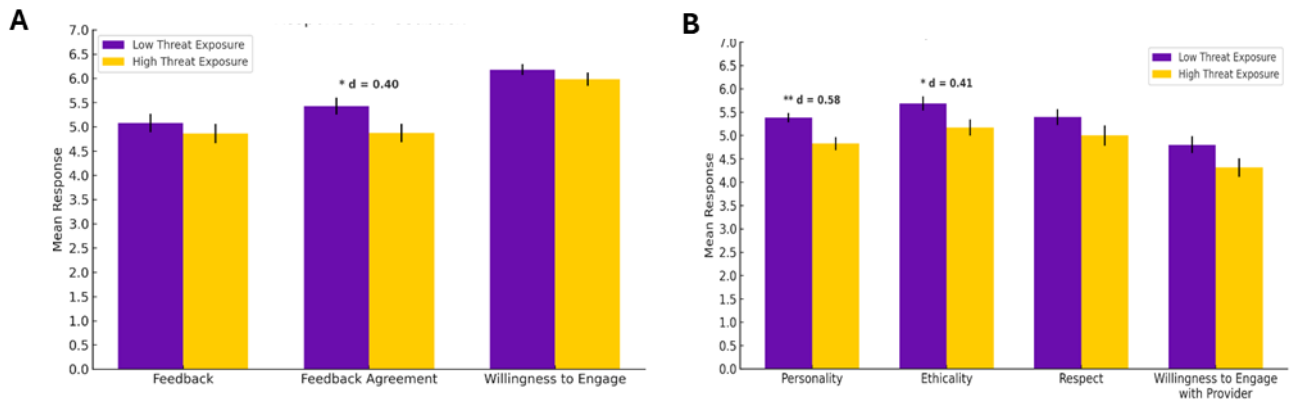 A
7.0
6.5
6.0
5.5
5.0
4.5
4.0
3.5
3.0
2.5
2.0
1.5
1.0
0.5
0.0
Mean Response
Low Threat Exposure
High Threat Exposure
* d = 0.40
Feedback
Feedback Agreement
Willingness to Engage
B
7.0
6.5
6.0
5.5
5.0
4.5
4.0
3.5
3.0
2.5
2.0
1.5
1.0
0.5
0.0
Mean Response
Low Threat Exposure
High Threat Exposure
** d = 0.58
* d = 0.41
Personality
Ethicality
Respect
Willingness to Engage
with Provider